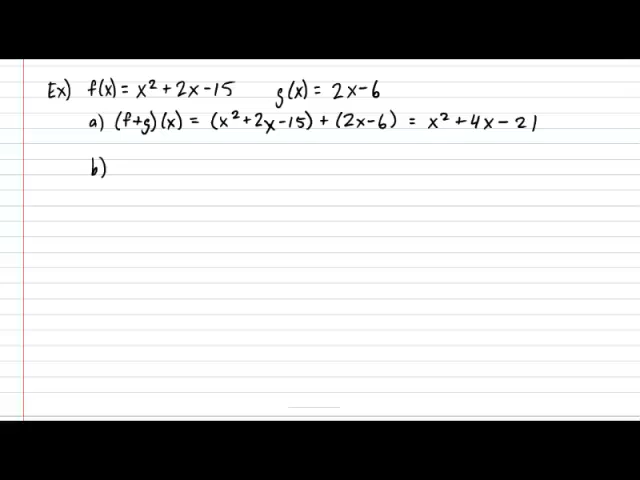 Ex) f(x) = x² + 2x - 15 g(x) = 2x - 6
a) (f+g)(x) = (x² + 2x - 15) + (2x - 6) = x² + 4x - 21
b)